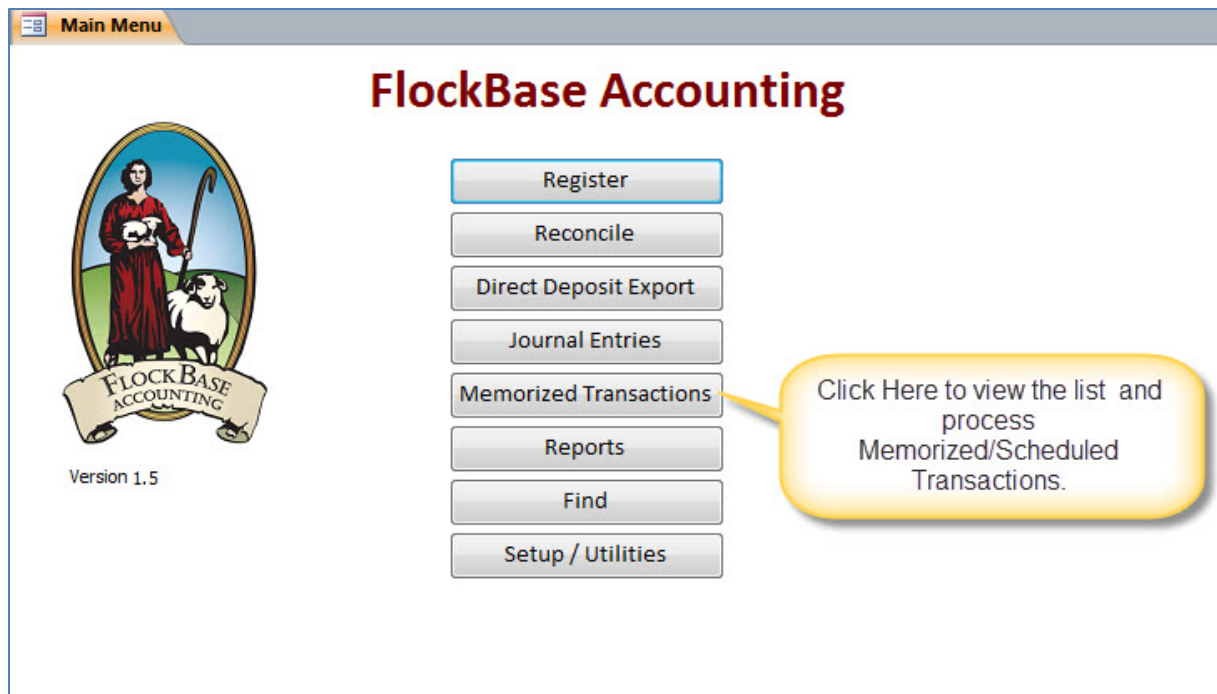 Main Menu
FlockBase Accounting
Register
Reconcile
Direct Deposit Export
Journal Entries
Memorized Transactions
Reports
Find
Setup / Utilities
FLOCKBASE
ACCOUNTING
Version 1.5
Click Here to view the list and
process
Memorized/Scheduled
Transactions.